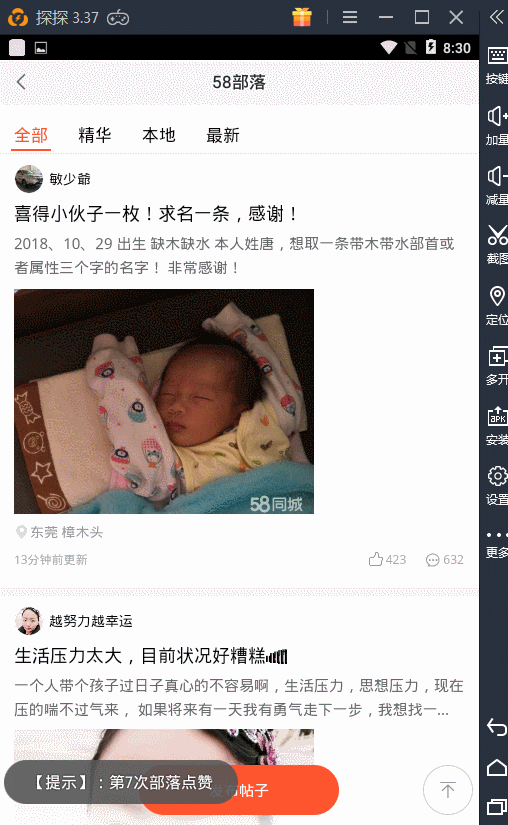 探探 3.37
8:30
58部落
全部 精华 本地 最新
敏少爺
喜得小伙子一枚！求名一条，感谢！
2018、10、29 出生 缺木缺水 本人姓唐，想取一条带木带水部首或
者属性三个字的名字！ 非常感谢！
58同城
东莞 樟木头
13分钟前更新 423 632
越努力越幸运
生活压力太大，目前状况好糟糕
一个人带个孩子过日子真心的不容易啊，生活压力，思想压力，现在
压的喘不过气来， 如果将来有一天我有勇气走下一步，我想找一...
【提示】：第7次部落点赞
布帖子
按键
加量
减量
截图
定位
多开
APK
安装
设置
更多